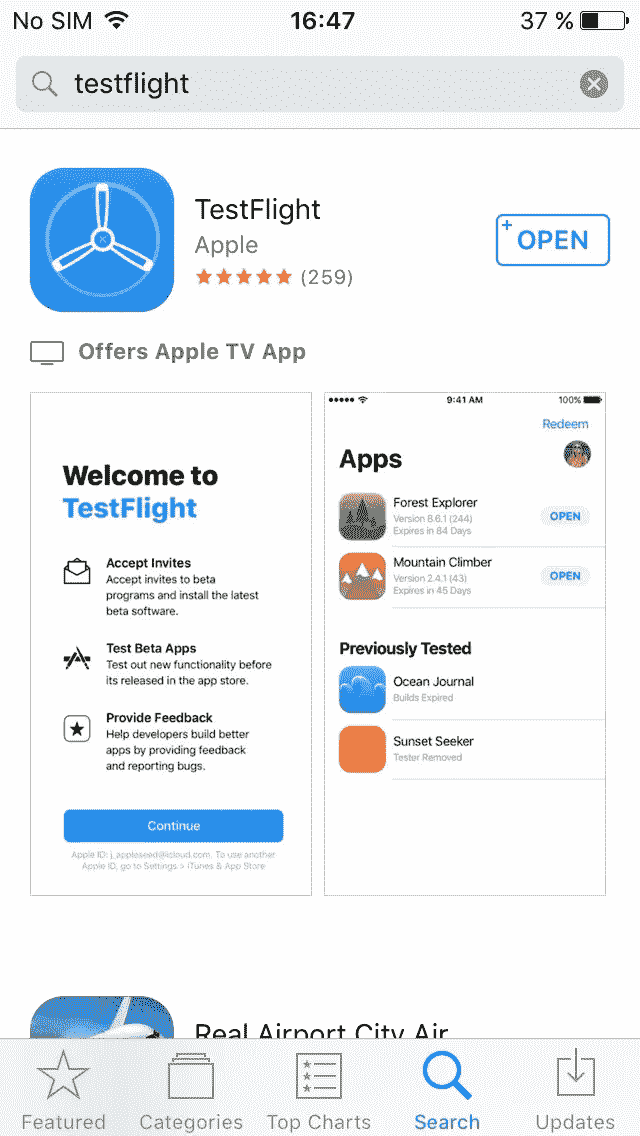 No SIM 16:47 37 %
testflight
TestFlight
Apple
(259)
+ OPEN
Offers Apple TV App
Welcome to
TestFlight
Accept Invites
Accept invites to beta
programs and install the latest
beta software.
Test Beta Apps
Test out new functionality before
its released in the app store.
Provide Feedback
Help developers build better
apps by providing feedback
and reporting bugs.
Continue
Apple ID: j_appleseed@icloud.com. To use another
Apple ID, go to Settings > iTunes & App Store
9:41 AM 100%
Redeem
Apps
Forest Explorer
Version 8.6.1 (244)
Expires in 84 Days
OPEN
Mountain Climber
Version 2.4.1 (43)
Expires in 45 Days
OPEN
Previously Tested
Ocean Journal
Builds Expired
Sunset Seeker
Tester Removed
Real Airport City Air
Featured Categories Top Charts Search Updates